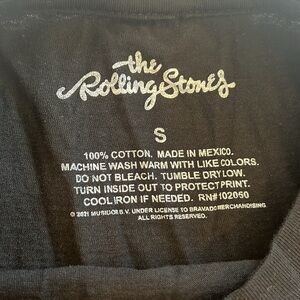 the
Rolling Stones
S
100% COTTON. MADE IN MEXICO.
MACHINE WASH WARM WITH LIKE COLORS.
DO NOT BLEACH. TUMBLE DRY LOW.
TURN INSIDE OUT TO PROTECT PRINT.
COOL IRON IF NEEDED. RN#102050
© 2021 MUSIDOR B.V. UNDER LICENSE TO BRAVADO MERCHANDISING
ALL RIGHTS RESERVED.